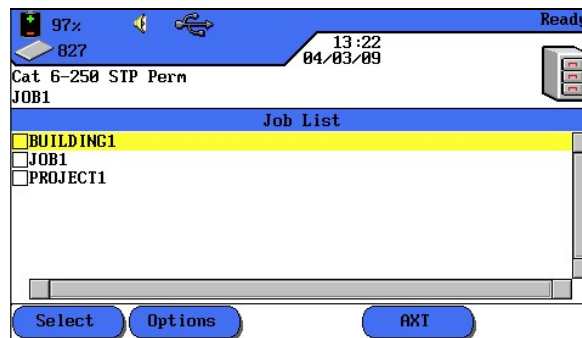 97% Ready
827 13:22
04/03/09
Cat 6-250 STP Perm
JOB1
Job List
BUILDING1
JOB1
PROJECT1
Select Options AXT